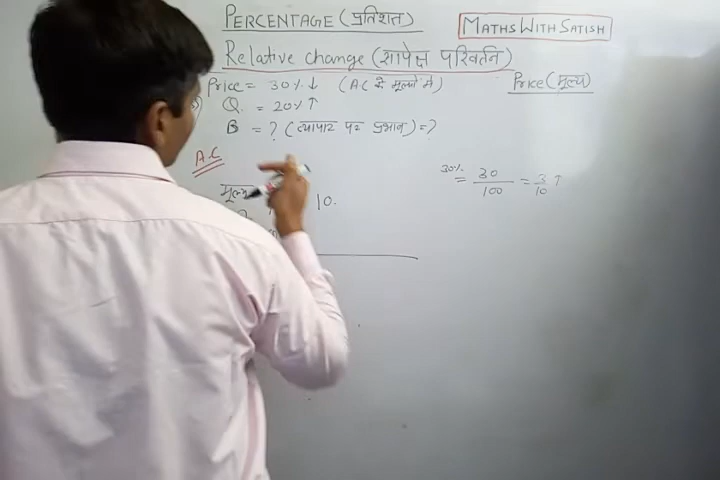 PERCENTAGE (प्रतिशत)
MATHS WITH SATISH
Relative change (सापेक्ष परिवर्तन)
Price = 30% ↓ (AC के मूल्यों में)
Price (मूल्य)
Q = 20% ↑
B = ? (व्यापार पर प्रभाव) = ?
A.C
मूल्य 10.
30% = 30/100 = 3/10 ↑